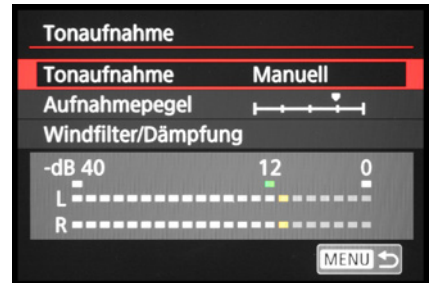 Tonaufnahme
Tonaufnahme Manuell
Aufnahmepegel
Windfilter/Dämpfung
-dB 40 12 0
L
R
MENU